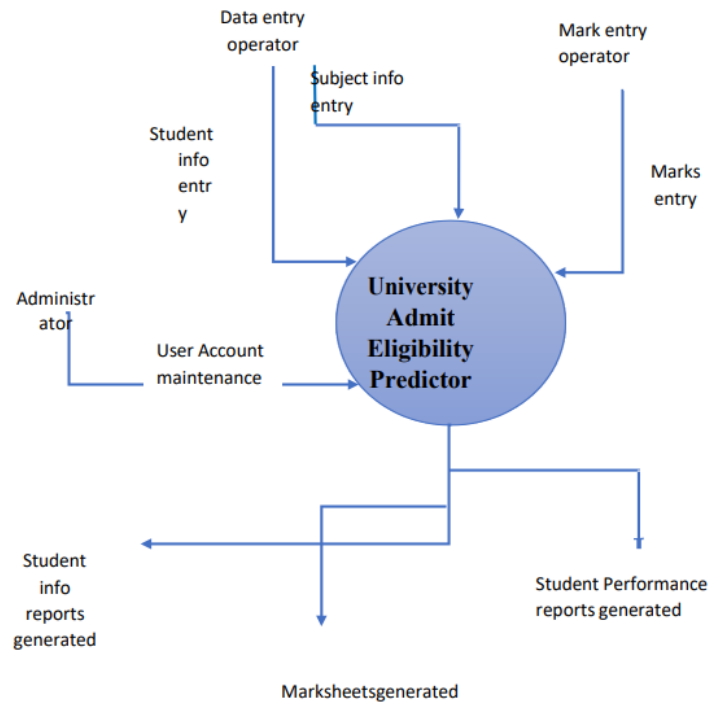 Data entry
operator
Mark entry
operator
Subject info
entry
Student
info
entr
y
Marks
entry
University
Admit
Eligibility
Predictor
Administr
ator
User Account
maintenance
Student
info
reports
generated
Student Performance
reports generated
Marksheetsgenerated